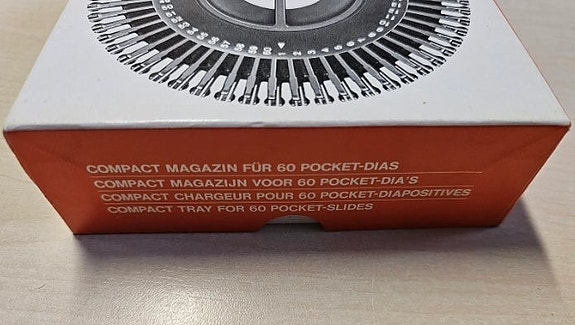 COMPACT MAGAZIN FÜR 60 POCKET-DIAS
COMPACT MAGAZIJN VOOR 60 POCKET-DIA'S
COMPACT CHARGEUR POUR 60 POCKET-DIAPOSITIVES
COMPACT TRAY FOR 60 POCKET-SLIDES